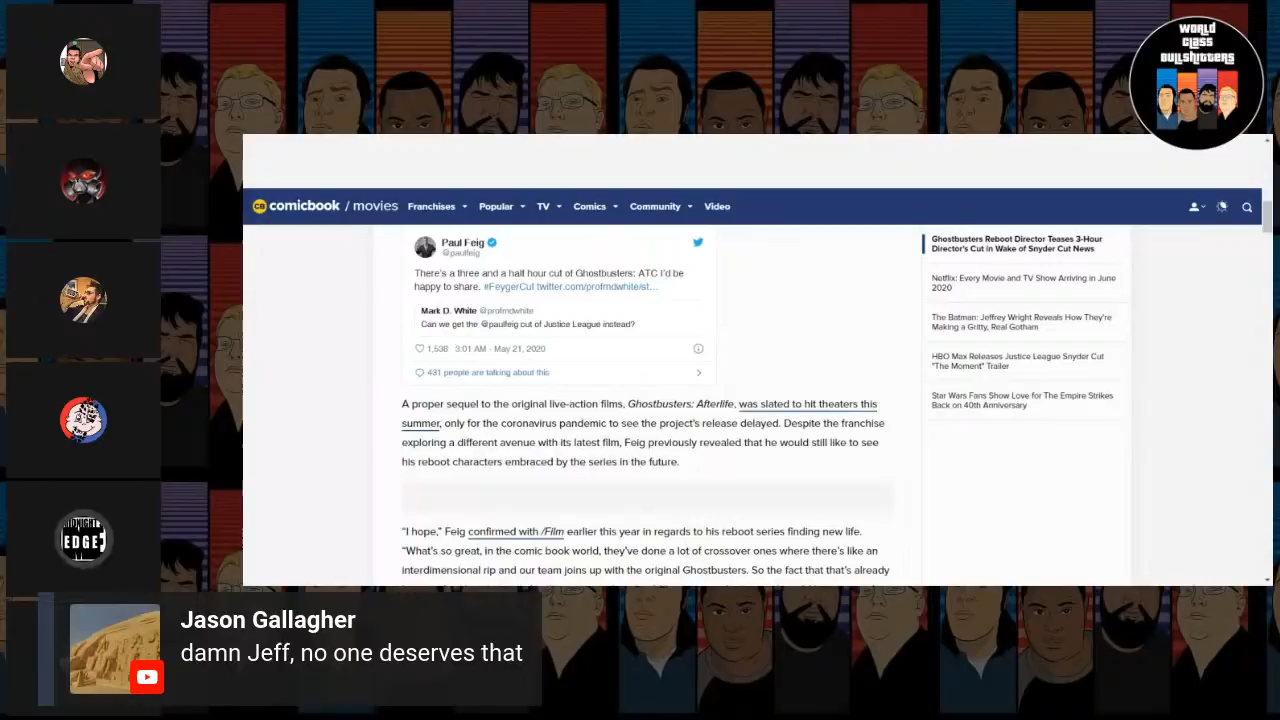 WORLD
CLASS
BULLSHITTERS
CB comicbook / movies Franchises Popular TV Comics Community Video
Paul Feig
@paulfeig
There's a three and a half hour cut of Ghostbusters: ATC I'd be
happy to share. #FeygerCut twitter.com/profmdwhite/st…
Mark D. White @profmdwhite
Can we get the @paulfeig cut of Justice League instead?
1,538 3:01 AM - May 21, 2020
431 people are talking about this
A proper sequel to the original live-action films, Ghostbusters: Afterlife, was slated to hit theaters this
summer, only for the coronavirus pandemic to see the project's release delayed. Despite the franchise
exploring a different avenue with its latest film, Feig previously revealed that he would still like to see
his reboot characters embraced by the series in the future.
"I hope," Feig confirmed with /Film earlier this year in regards to his reboot series finding new life.
"What's so great, in the comic book world, they've done a lot of crossover ones where there's like an
interdimensional rip and our team joins up with the original Ghostbusters. So the fact that that's already
Ghostbusters Reboot Director Teases 3-Hour
Director's Cut in Wake of Snyder Cut News
Netflix: Every Movie and TV Show Arriving in June
2020
The Batman: Jeffrey Wright Reveals How They're
Making a Gritty, Real Gotham
HBO Max Releases Justice League Snyder Cut
"The Moment" Trailer
Star Wars Fans Show Love for The Empire Strikes
Back on 40th Anniversary
MIDNIGHT
EDGE
Jason Gallagher
damn Jeff, no one deserves that